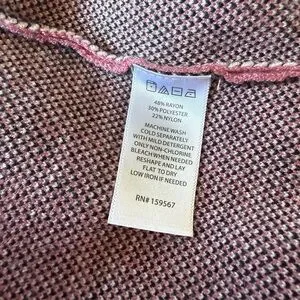 48% RAYON
30% POLYESTER
22% NYLON
MACHINE WASH
COLD SEPARATELY
WITH MILD DETERGENT
ONLY NON-CHLORINE
BLEACH WHEN NEEDED
RESHAPE AND LAY
FLAT TO DRY
LOW IRON IF NEEDED
RN# 159567